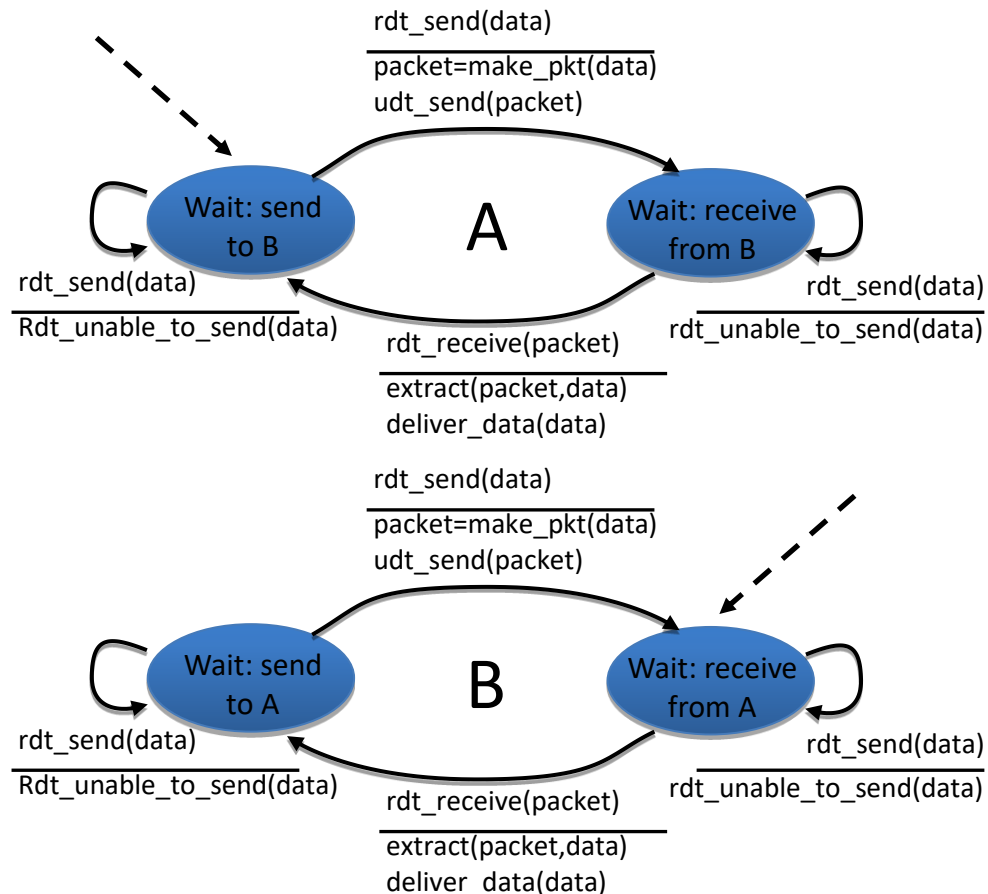 rdt_send(data)
packet=make_pkt(data)
udt_send(packet)
Wait: send
to B
A
Wait: receive
from B
rdt_send(data)
Rdt_unable_to_send(data)
rdt_send(data)
rdt_unable_to_send(data)
rdt_receive(packet)
extract(packet,data)
deliver_data(data)
rdt_send(data)
packet=make_pkt(data)
udt_send(packet)
Wait: send
to A
B
Wait: receive
from A
rdt_send(data)
Rdt_unable_to_send(data)
rdt_send(data)
rdt_unable_to_send(data)
rdt_receive(packet)
extract(packet,data)
deliver_data(data)